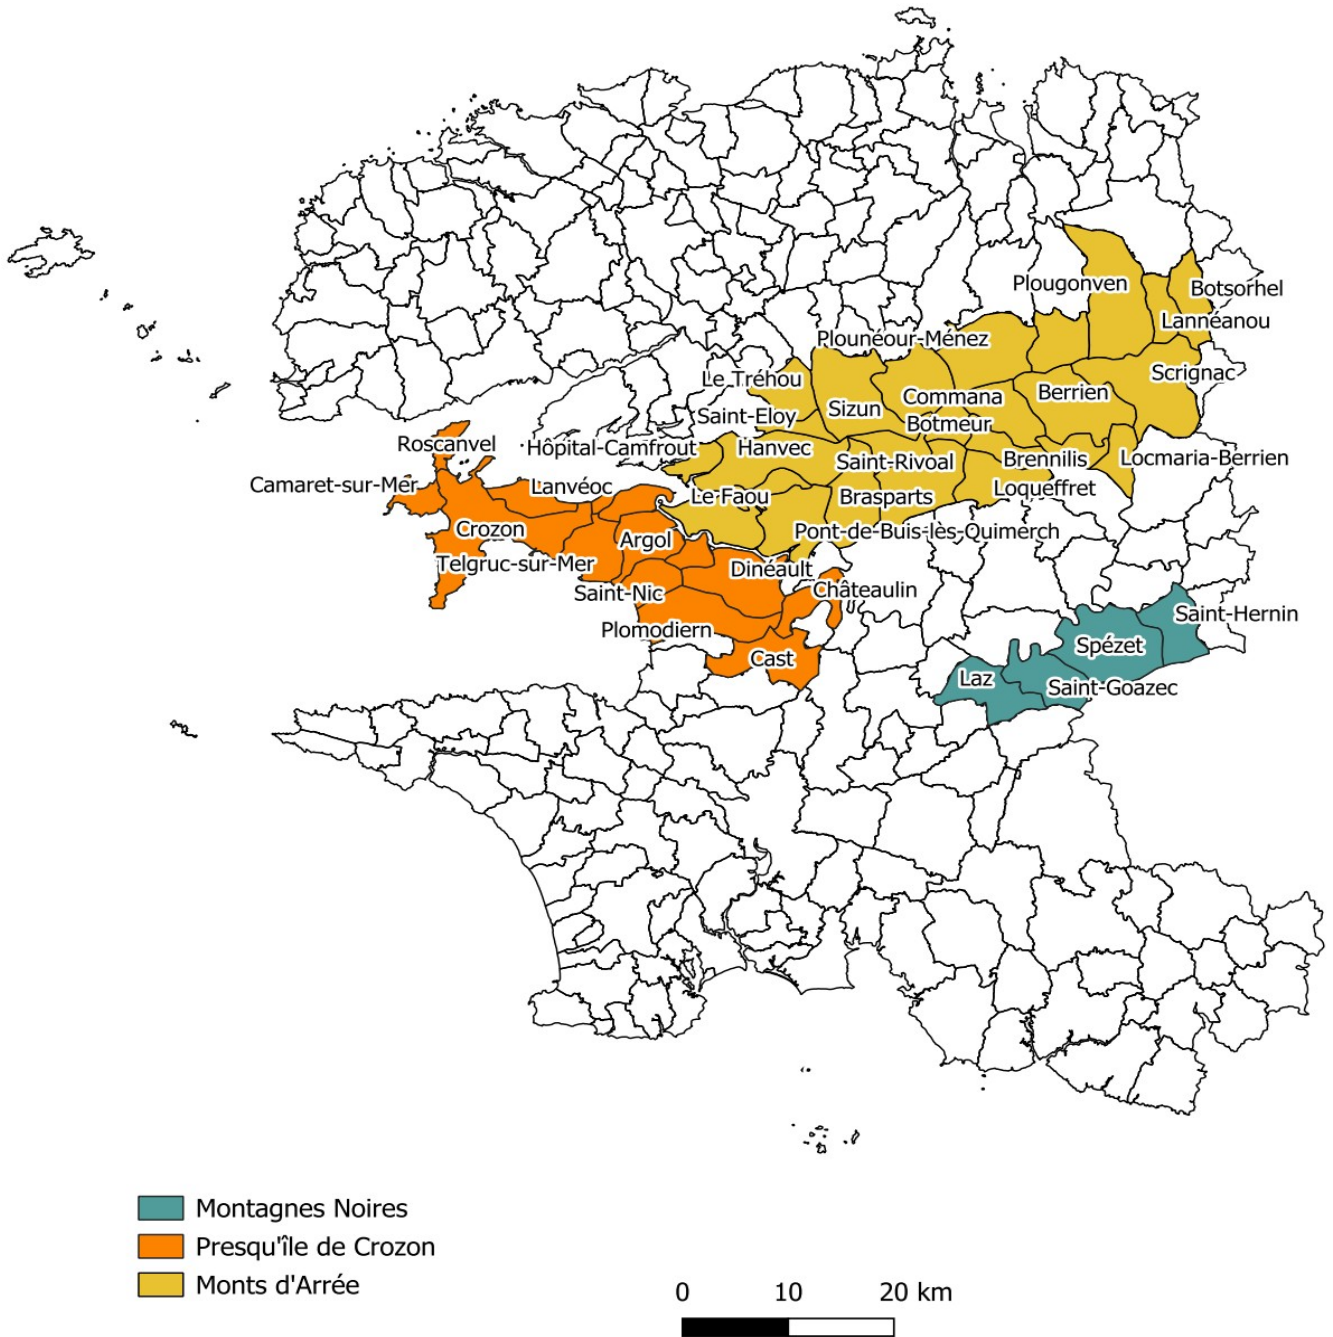 Plougonven
Botsorhel
Lannéanou
Plounéour-Ménez
Scrignac
Le Tréhou
Berrien
Commana
Sizun
Saint-Eloy
Botmeur
Roscanvel
Hôpital-Camfrout
Hanvec
Saint-Rivoal
Brennilis
Locmaria-Berrien
Camaret-sur-Mer
Lanvéoc
Le Faou
Brasparts
Loqueffret
Crozon
Argol
Pont-de-Buis-lès-Quimerch
Telgruc-sur-Mer
Dinéault
Saint-Nic
Châteaulin
Saint-Hernin
Plomodiern
Spézet
Cast
Laz
Saint-Goazec
Montagnes Noires
Presqu'île de Crozon
Monts d'Arrée
0 10 20 km